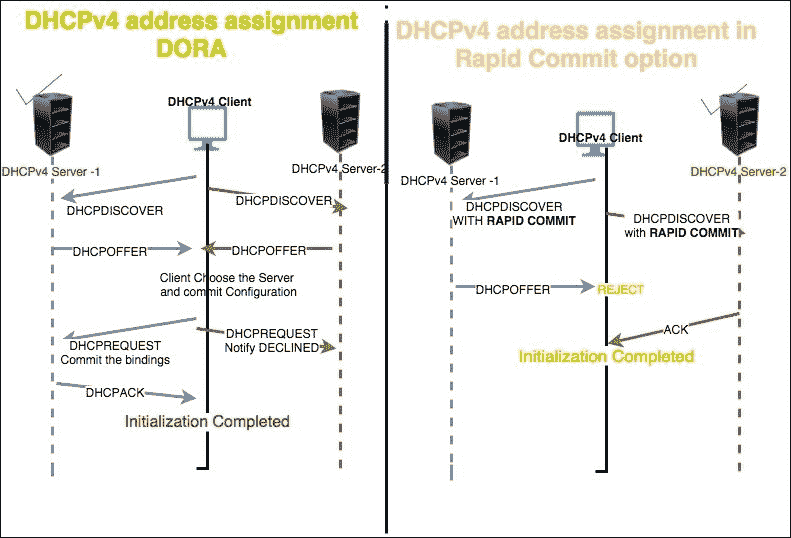 DHCPv4 address assignment
DORA
DHCPv4 Client
DHCPv4 Server -1
DHCPv4 Server-2
DHCPDISCOVER
DHCPDISCOVER
DHCPOFFER
DHCPOFFER
Client Choose the Server
and commit Configuration
DHCPREQUEST
Commit the bindings
DHCPREQUEST
Notify DECLINED
DHCPACK
Initialization Completed
DHCPv4 address assignment in
Rapid Commit option
DHCPv4 Client
DHCPv4 Server -1
DHCPv4 Server-2
DHCPDISCOVER
WITH RAPID COMMIT
DHCPDISCOVER
with RAPID COMMIT
DHCPOFFER
REJECT
ACK
Initialization Completed